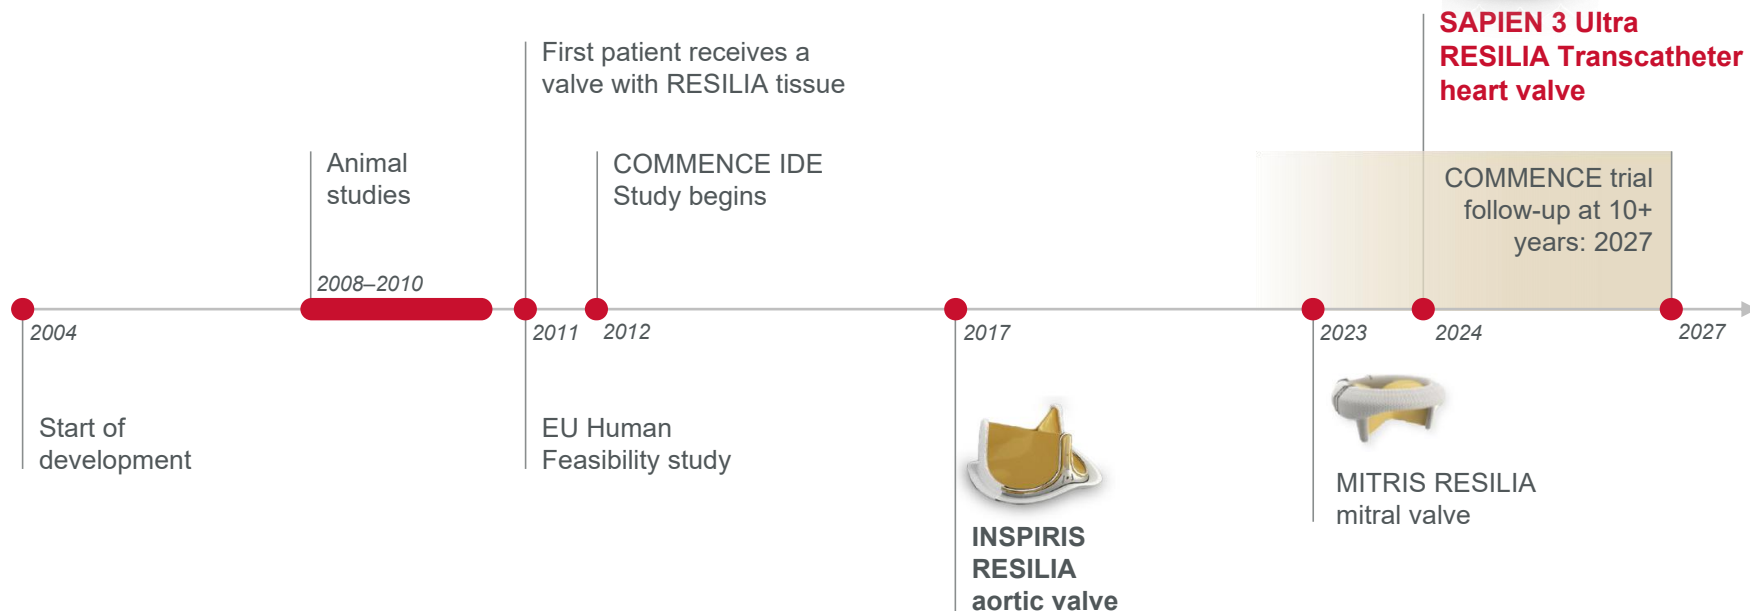 SAPIEN 3 Ultra
RESILIA Transcatheter
heart valve
First patient receives a
valve with RESILIA tissue
Animal
studies
COMMENCE IDE
Study begins
COMMENCE trial
follow-up at 10+
years: 2027
2008–2010
2004
2011
2012
2017
2023
2024
2027
Start of
development
EU Human
Feasibility study
INSPIRIS
RESILIA
aortic valve
MITRIS RESILIA
mitral valve